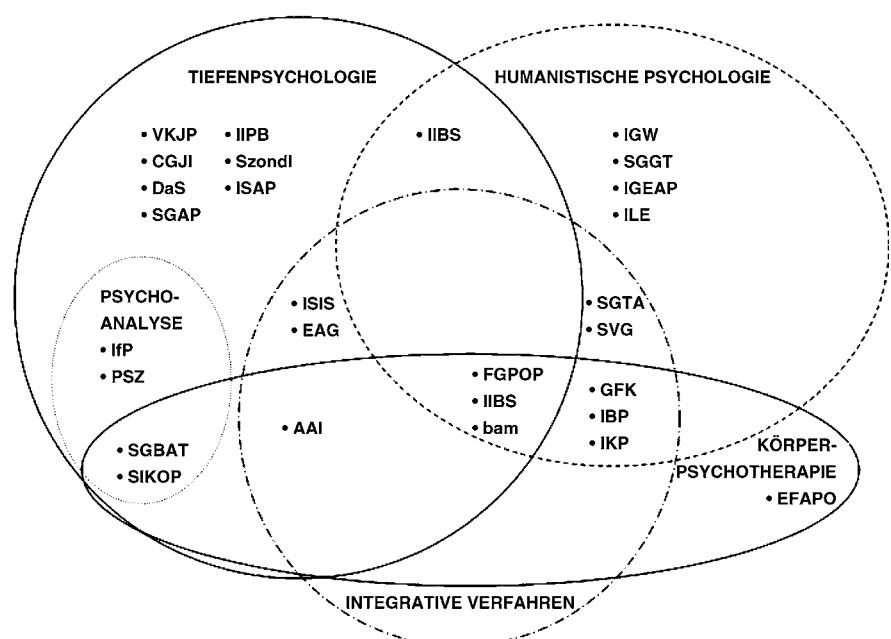 TIEFENPSYCHOLOGIE
HUMANISTISCHE PSYCHOLOGIE
• VKJP
• CGJI
• DaS
• SGAP
• IIPB
• SzondI
• ISAP
• IIBS
• IGW
• SGGT
• IGEAP
• ILE
PSYCHO-
ANALYSE
• IfP
• PSZ
• ISIS
• EAG
• SGTA
• SVG
• FGPOP
• IIBS
• bam
• GFK
• IBP
• IKP
• AAI
• SGBAT
• SIKOP
KÖRPER-
PSYCHOTHERAPIE
• EFAPO
INTEGRATIVE VERFAHREN